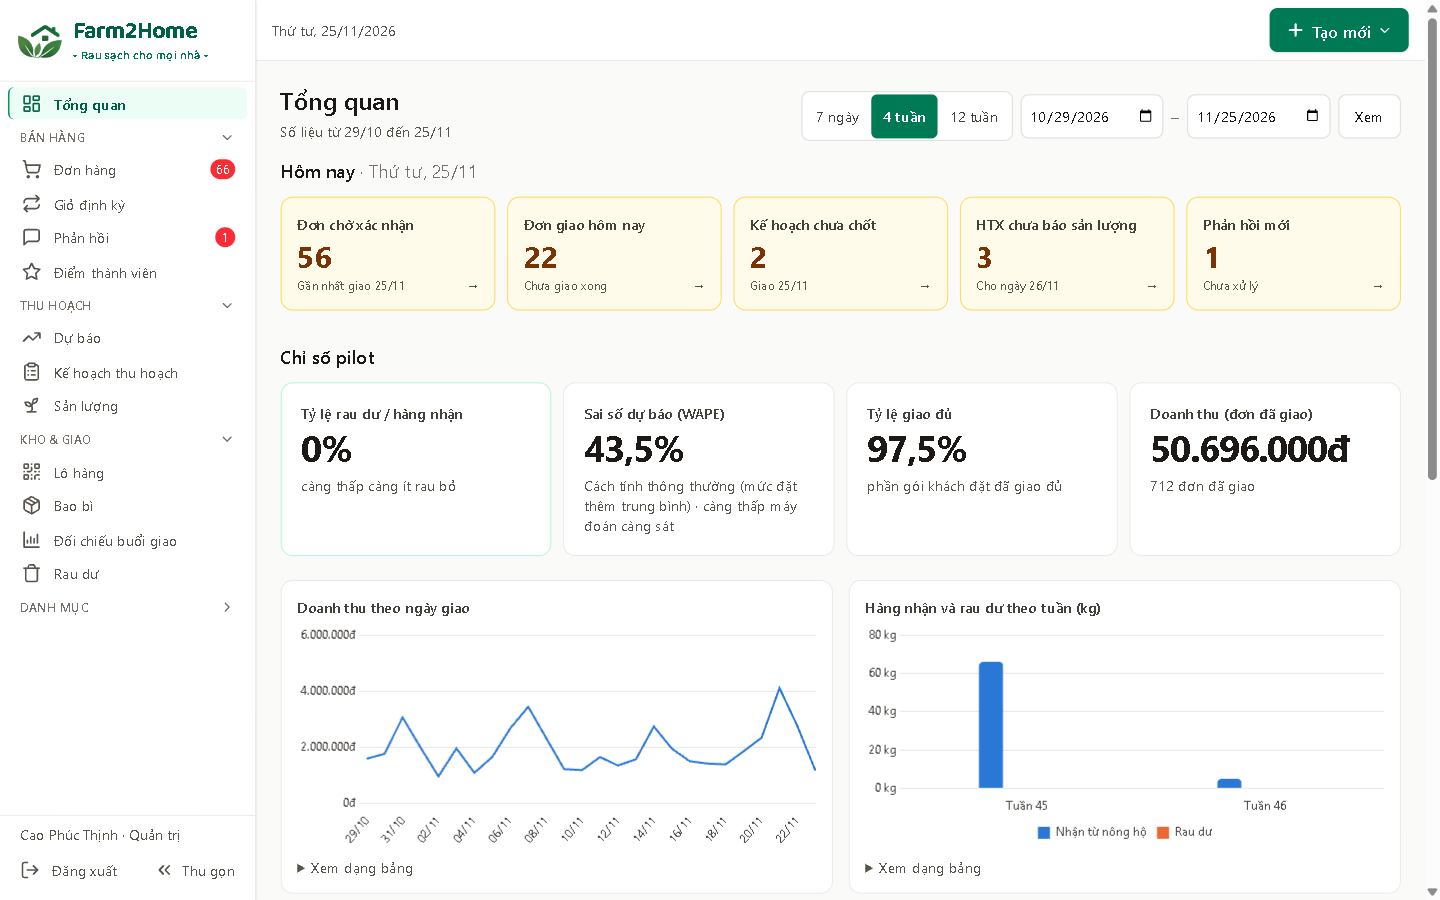 Farm2Home
- Rau sạch cho mọi nhà -
Thứ tư, 25/11/2026
+ Tạo mới
Tổng quan
BÁN HÀNG
Đơn hàng 66
Giỏ định kỳ
Phản hồi 1
Điểm thành viên
THU HOẠCH
Dự báo
Kế hoạch thu hoạch
Sản lượng
KHO & GIAO
Lô hàng
Bao bì
Đối chiếu buổi giao
Rau dư
DANH MỤC
Cao Phúc Thịnh · Quản trị
Đăng xuất
Thu gọn
Tổng quan
Số liệu từ 29/10 đến 25/11
7 ngày 4 tuần 12 tuần 10/29/2026 – 11/25/2026 Xem
Hôm nay · Thứ tư, 25/11
Đơn chờ xác nhận
56
Gần nhất giao 25/11 →
Đơn giao hôm nay
22
Chưa giao xong →
Kế hoạch chưa chốt
2
Giao 25/11 →
HTX chưa báo sản lượng
3
Cho ngày 26/11 →
Phản hồi mới
1
Chưa xử lý →
Chỉ số pilot
Tỷ lệ rau dư / hàng nhận
0%
càng thấp càng ít rau bỏ
Sai số dự báo (WAPE)
43,5%
Cách tính thông thường (mức đặt
thêm trung bình) · càng thấp máy
đoán càng sát
Tỷ lệ giao đủ
97,5%
phần gói khách đặt đã giao đủ
Doanh thu (đơn đã giao)
50.696.000đ
712 đơn đã giao
Doanh thu theo ngày giao
6.000.000đ
4.000.000đ
2.000.000đ
0đ
29/10 31/10 02/11 04/11 06/11 08/11 10/11 12/11 14/11 16/11 18/11 20/11 22/11
Xem dạng bảng
Hàng nhận và rau dư theo tuần (kg)
80 kg
60 kg
40 kg
20 kg
0 kg
Tuần 45 Tuần 46
Nhận từ nông hộ Rau dư
Xem dạng bảng